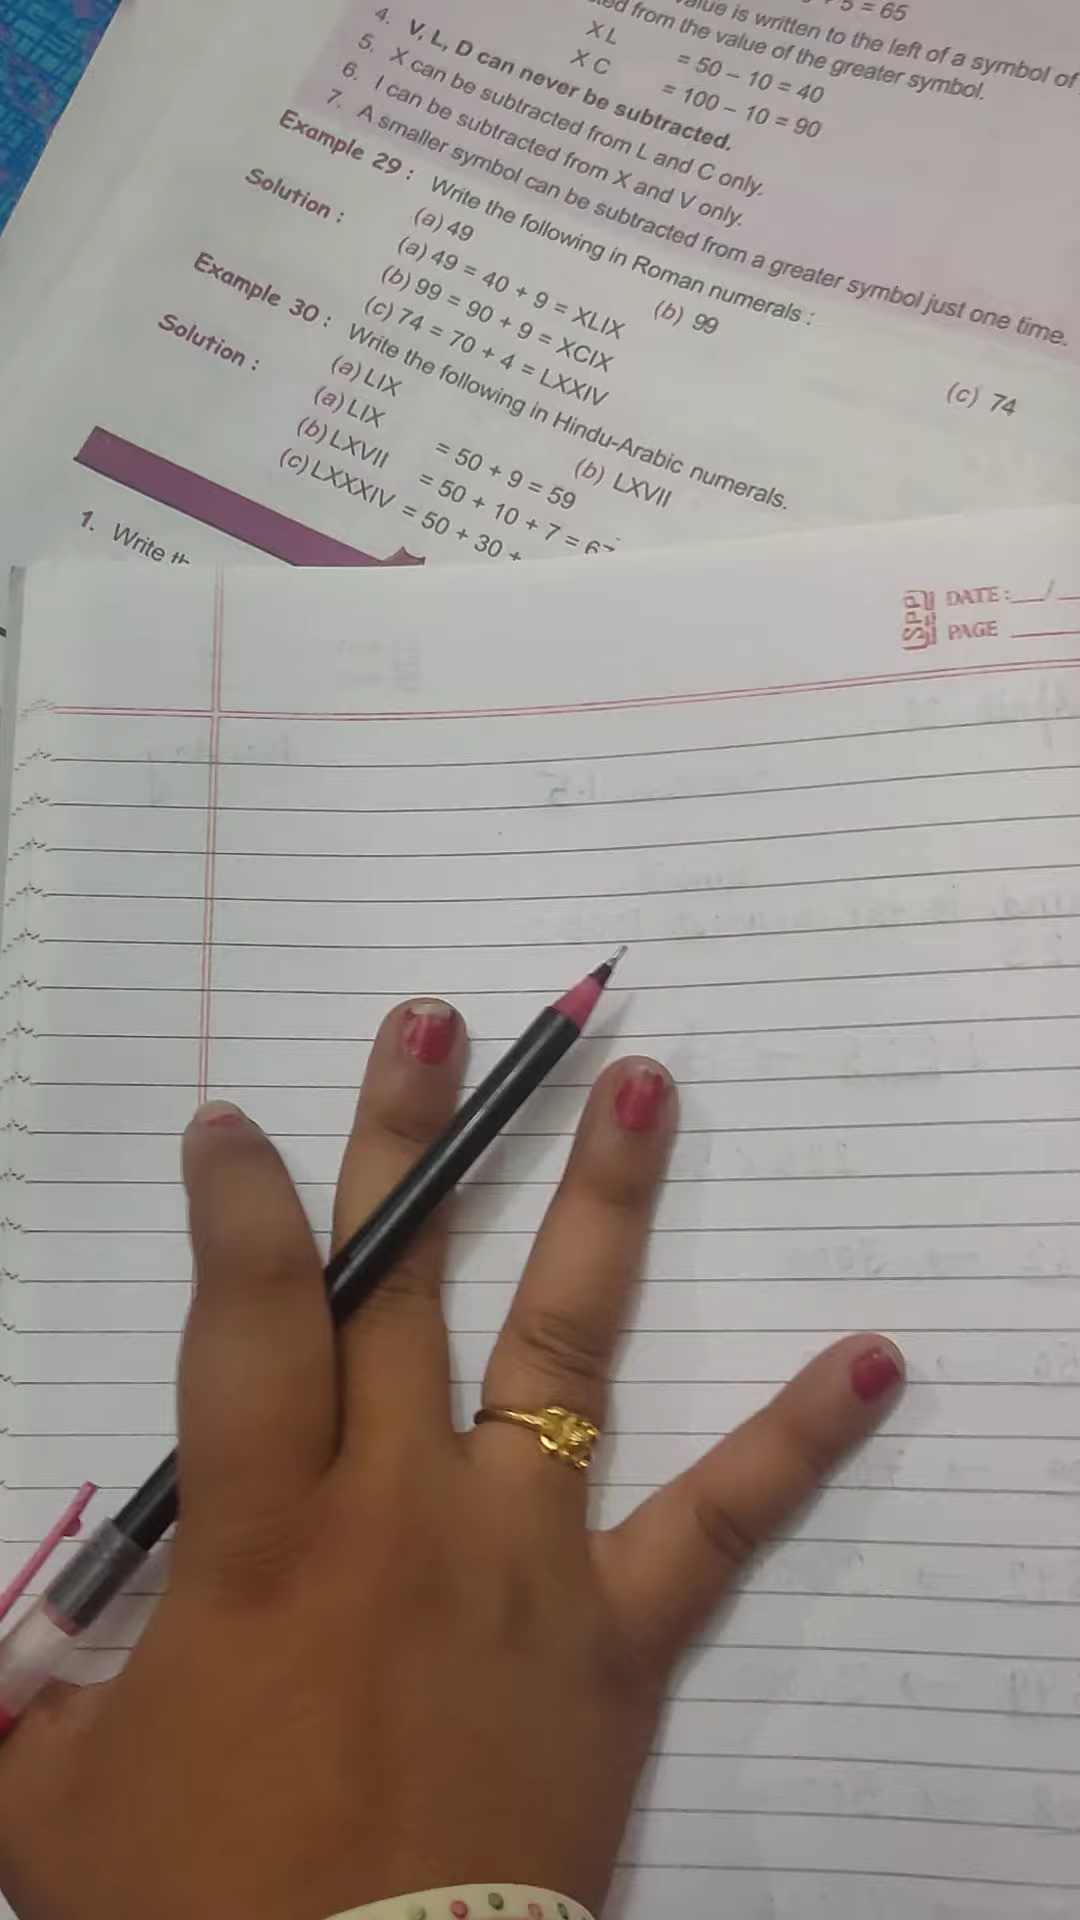 5 = 65
value is written to the left of a symbol of
from the value of the greater symbol.
XL = 50 – 10 = 40
XC = 100 – 10 = 90
4. V, L, D can never be subtracted.
5. X can be subtracted from L and C only.
6. I can be subtracted from X and V only.
7. A smaller symbol can be subtracted from a greater symbol just one time.
Example 29 : Write the following in Roman numerals :
(a) 49 (b) 99 (c) 74
Solution : (a) 49 = 40 + 9 = XLIX
(b) 99 = 90 + 9 = XCIX
(c) 74 = 70 + 4 = LXXIV
Example 30 : Write the following in Hindu-Arabic numerals.
(a) LIX (b) LXVII
Solution : (a) LIX = 50 + 9 = 59
(b) LXVII = 50 + 10 + 7 = 67
(c) LXXXIV = 50 + 30 +
1. Write
DATE : __/__
PAGE ____